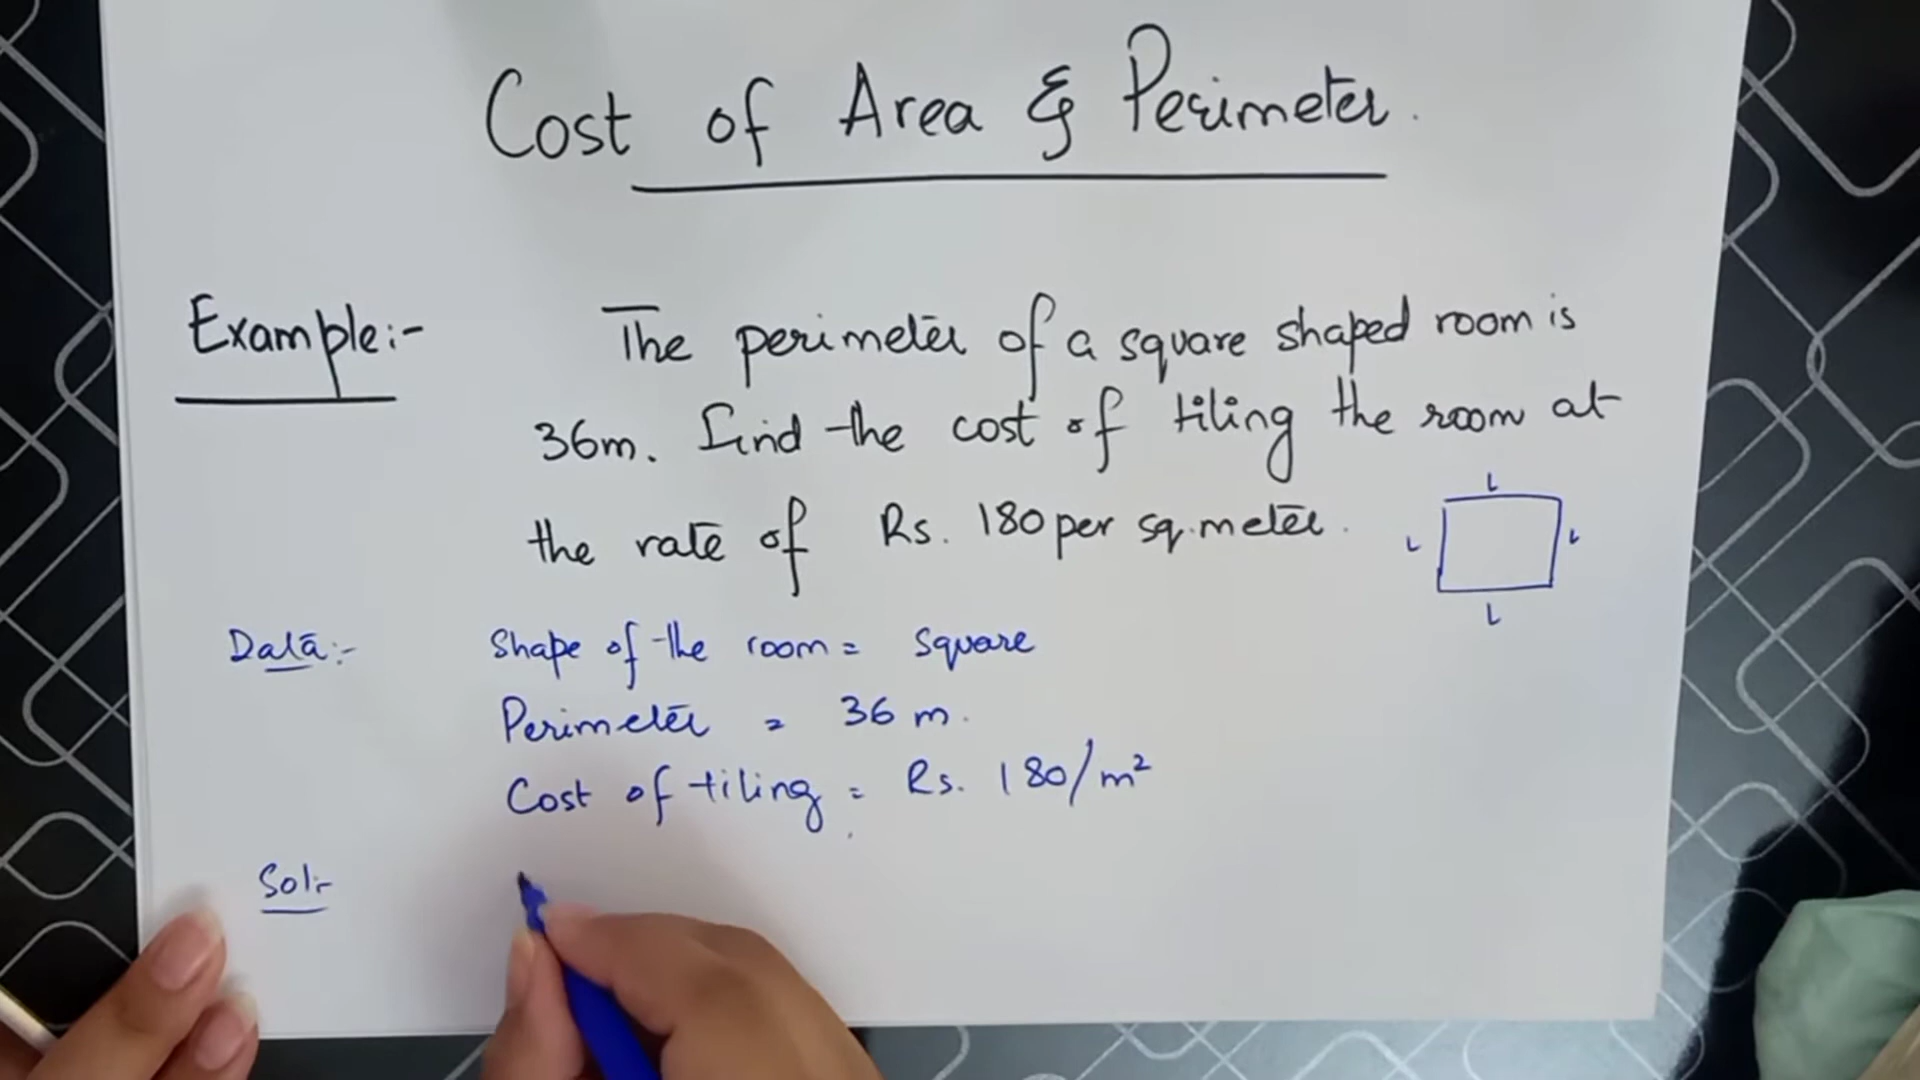 Cost of Area & Perimeter.
Example:- The perimeter of a square shaped room is
36m. Find the cost of tiling the room at
the rate of Rs. 180 per sq.meter.
L
L L
L
Data:- Shape of the room = Square
Perimeter = 36 m.
Cost of tiling = Rs. 180/m²
Sol:-